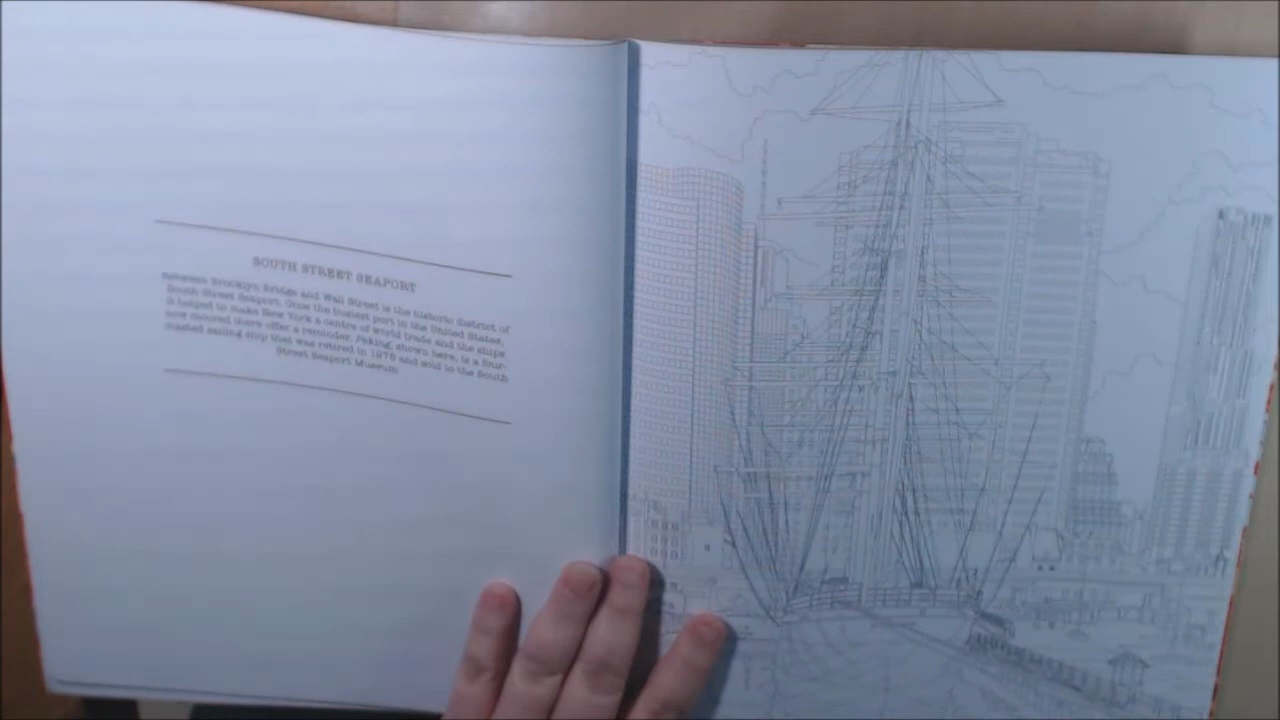 SOUTH STREET SEAPORT
Between Brooklyn Bridge and Wall Street is the historic district of
South Street Seaport. Once the busiest port in the United States,
it helped to make New York a centre of world trade and the ships
now moored there offer a reminder. Peking, shown here, is a four-
masted sailing ship that was retired in 1975 and sold to the South
Street Seaport Museum.